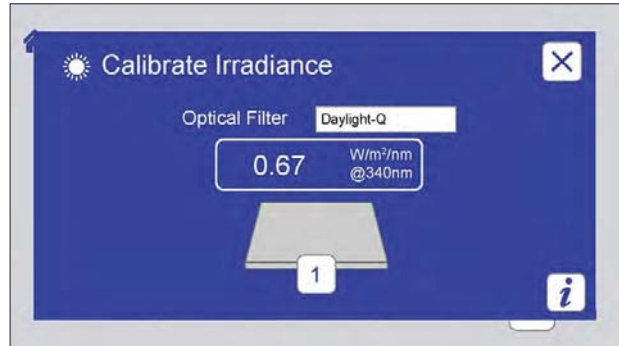 Calibrate Irradiance
Optical Filter Daylight-Q
0.67 W/m²/nm
@340nm
1
i